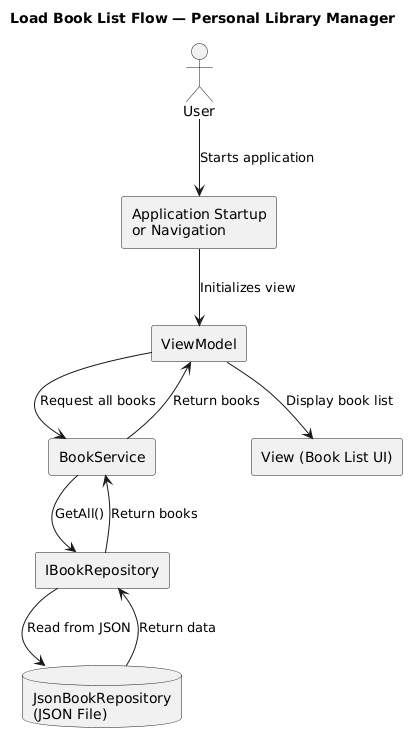 Load Book List Flow — Personal Library Manager
User
Starts application
Application Startup
or Navigation
Initializes view
ViewModel
Request all books
Return books
Display book list
BookService
View (Book List UI)
GetAll()
Return books
IBookRepository
Read from JSON
Return data
JsonBookRepository
(JSON File)